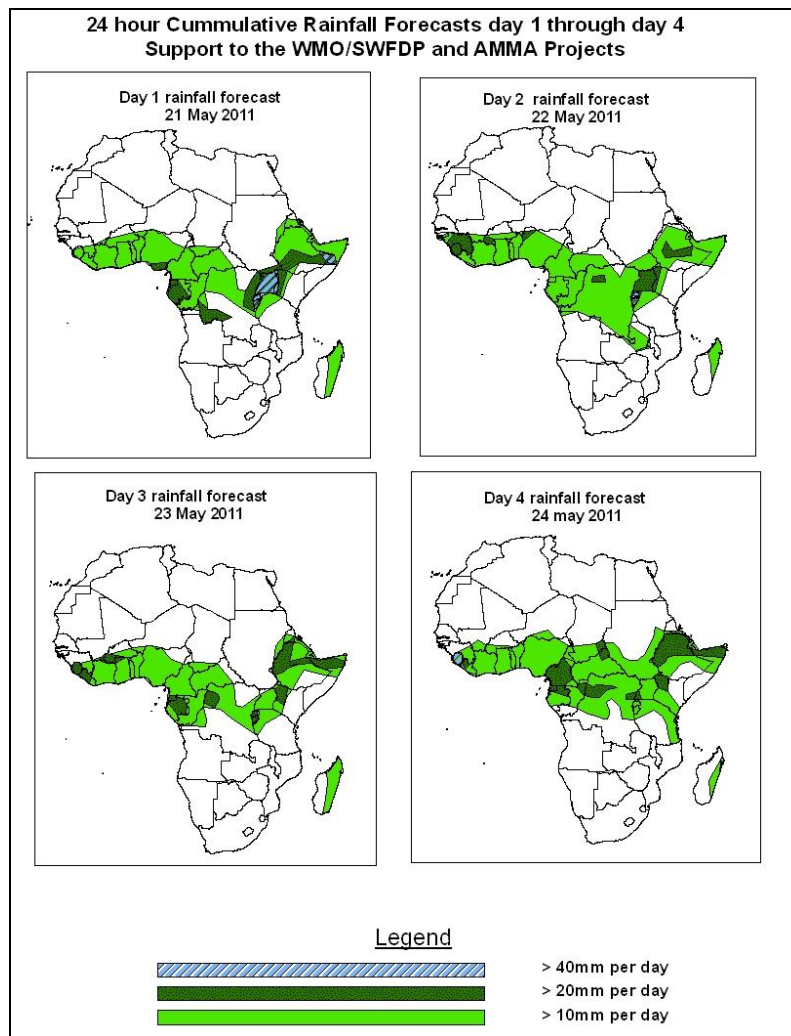 24 hour Cummulative Rainfall Forecasts day 1 through day 4
Support to the WMO/SWFDP and AMMA Projects
Day 1 rainfall forecast
21 May 2011
Day 2 rainfall forecast
22 May 2011
Day 3 rainfall forecast
23 May 2011
Day 4 rainfall forecast
24 may 2011
Legend
> 40mm per day
> 20mm per day
> 10mm per day